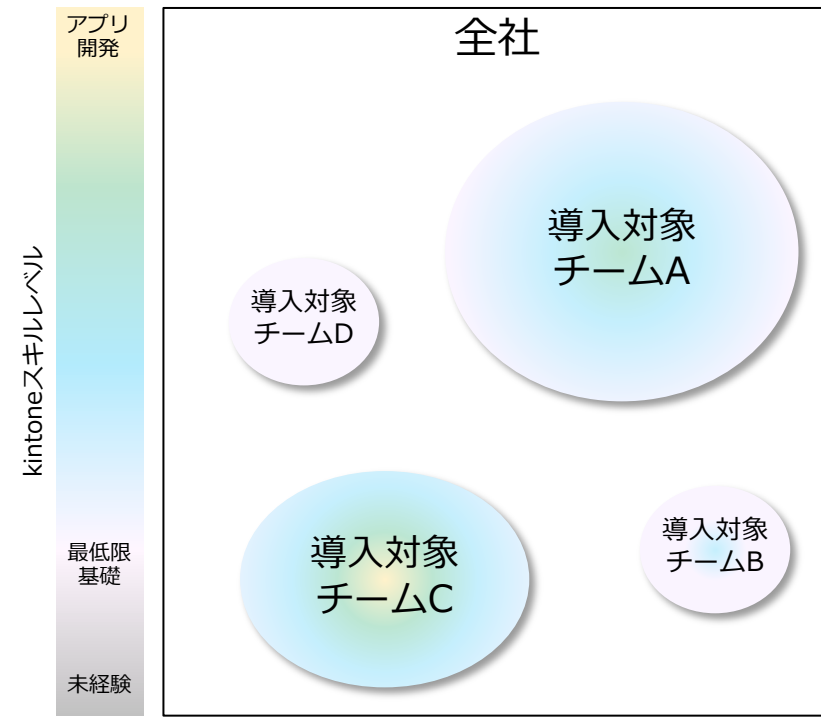 アプリ
開発
kintoneスキルレベル
最低限
基礎
未経験
全社
導入対象
チームA
導入対象
チームD
導入対象
チームC
導入対象
チームB